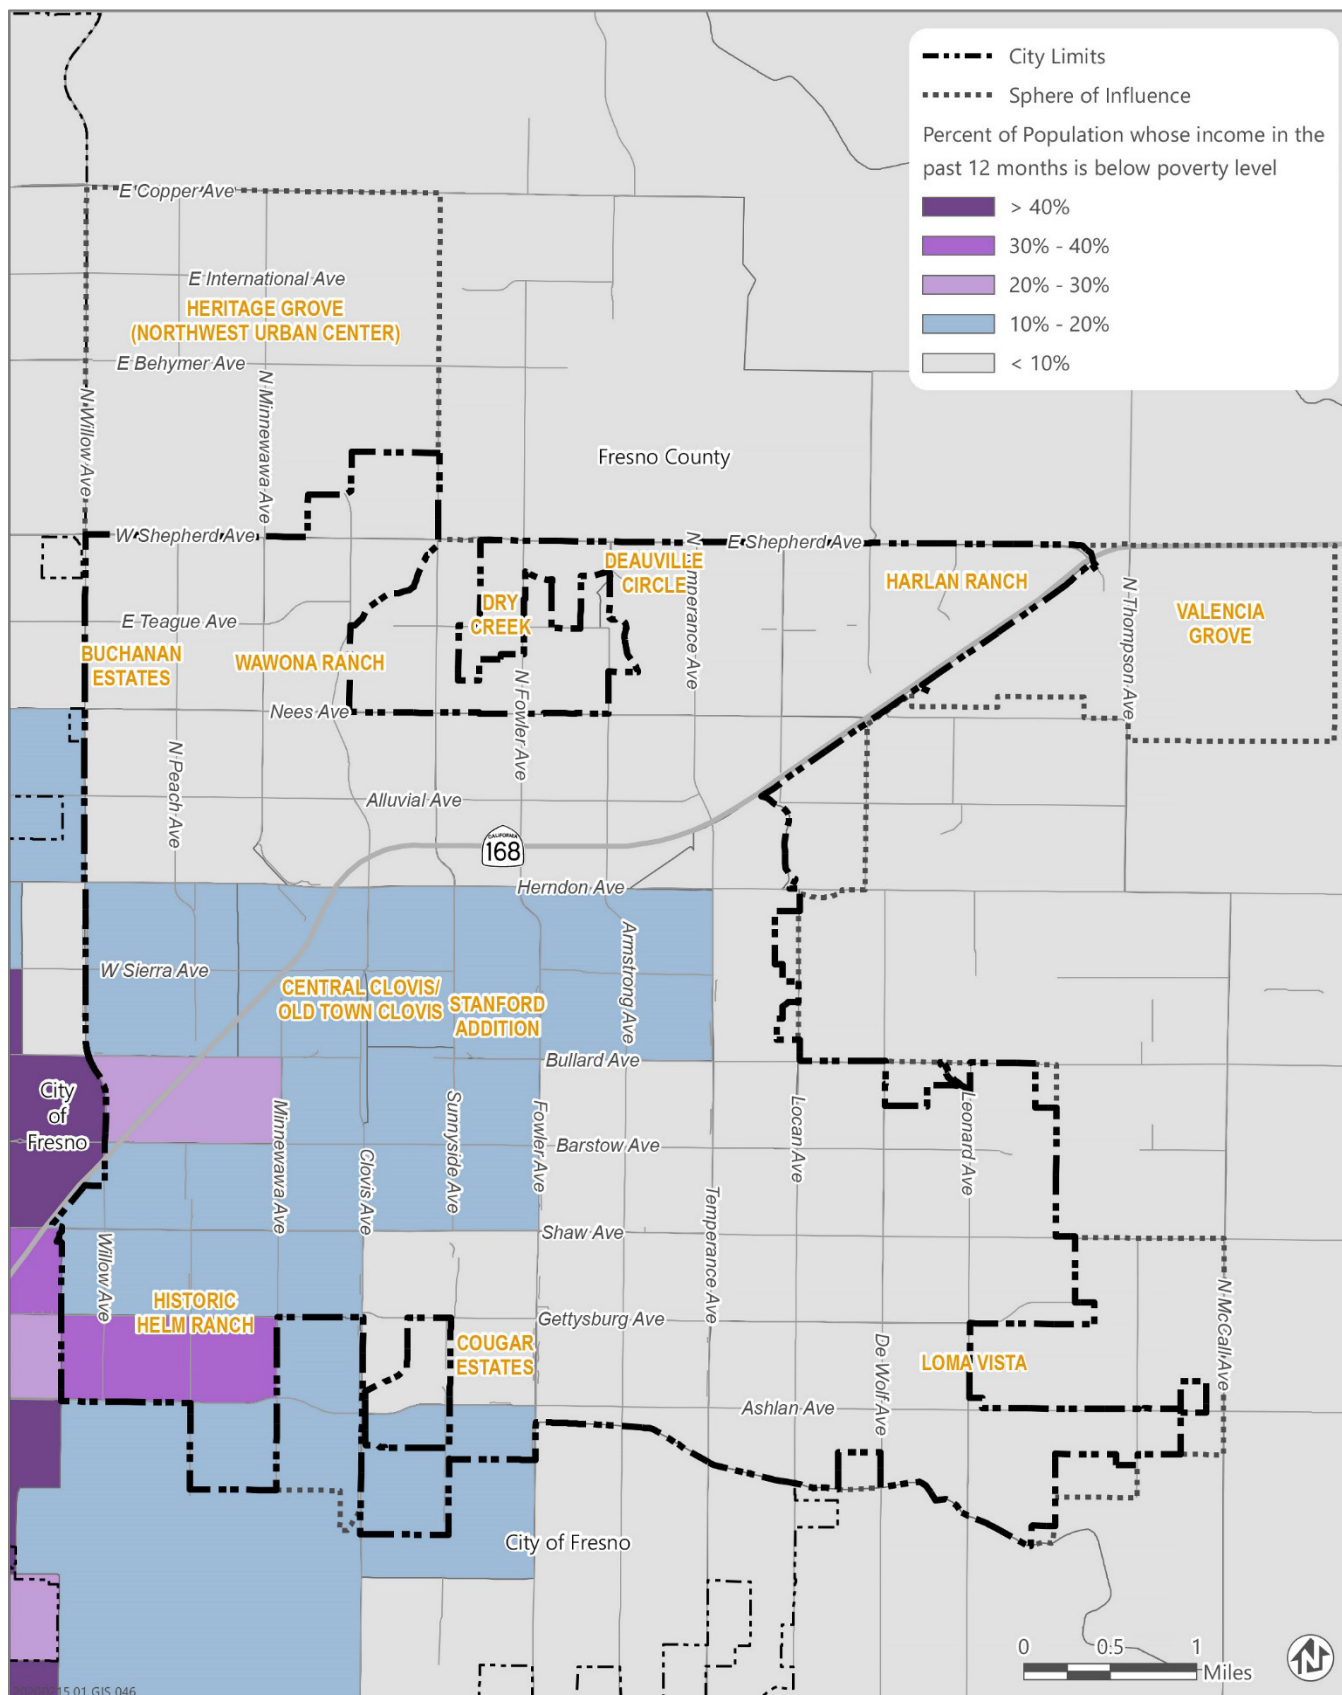 City Limits
Sphere of Influence
Percent of Population whose income in the
past 12 months is below poverty level
> 40%
30% - 40%
20% - 30%
10% - 20%
< 10%
E Copper Ave
E International Ave
HERITAGE GROVE
(NORTHWEST URBAN CENTER)
E Behymer Ave
N Willow Ave
N Minnewawa Ave
Fresno County
W Shepherd Ave
E Shepherd Ave
DEAUVILLE
CIRCLE
N Temperance Ave
HARLAN RANCH
N Thompson Ave
VALENCIA
GROVE
DRY
CREEK
E Teague Ave
BUCHANAN
ESTATES
WAWONA RANCH
Nees Ave
N Fowler Ave
N Peach Ave
Alluvial Ave
CALIFORNIA
168
Herndon Ave
Armstrong Ave
W Sierra Ave
CENTRAL CLOVIS/
OLD TOWN CLOVIS
STANFORD
ADDITION
Bullard Ave
City
of
Fresno
Minnewawa Ave
Clovis Ave
Sunnyside Ave
Fowler Ave
Barstow Ave
Locan Ave
Leonard Ave
Temperance Ave
Shaw Ave
Willow Ave
HISTORIC
HELM RANCH
Gettysburg Ave
COUGAR
ESTATES
De Wolf Ave
LOMA VISTA
N McCall Ave
Ashlan Ave
City of Fresno
0 0.5 1
Miles
N